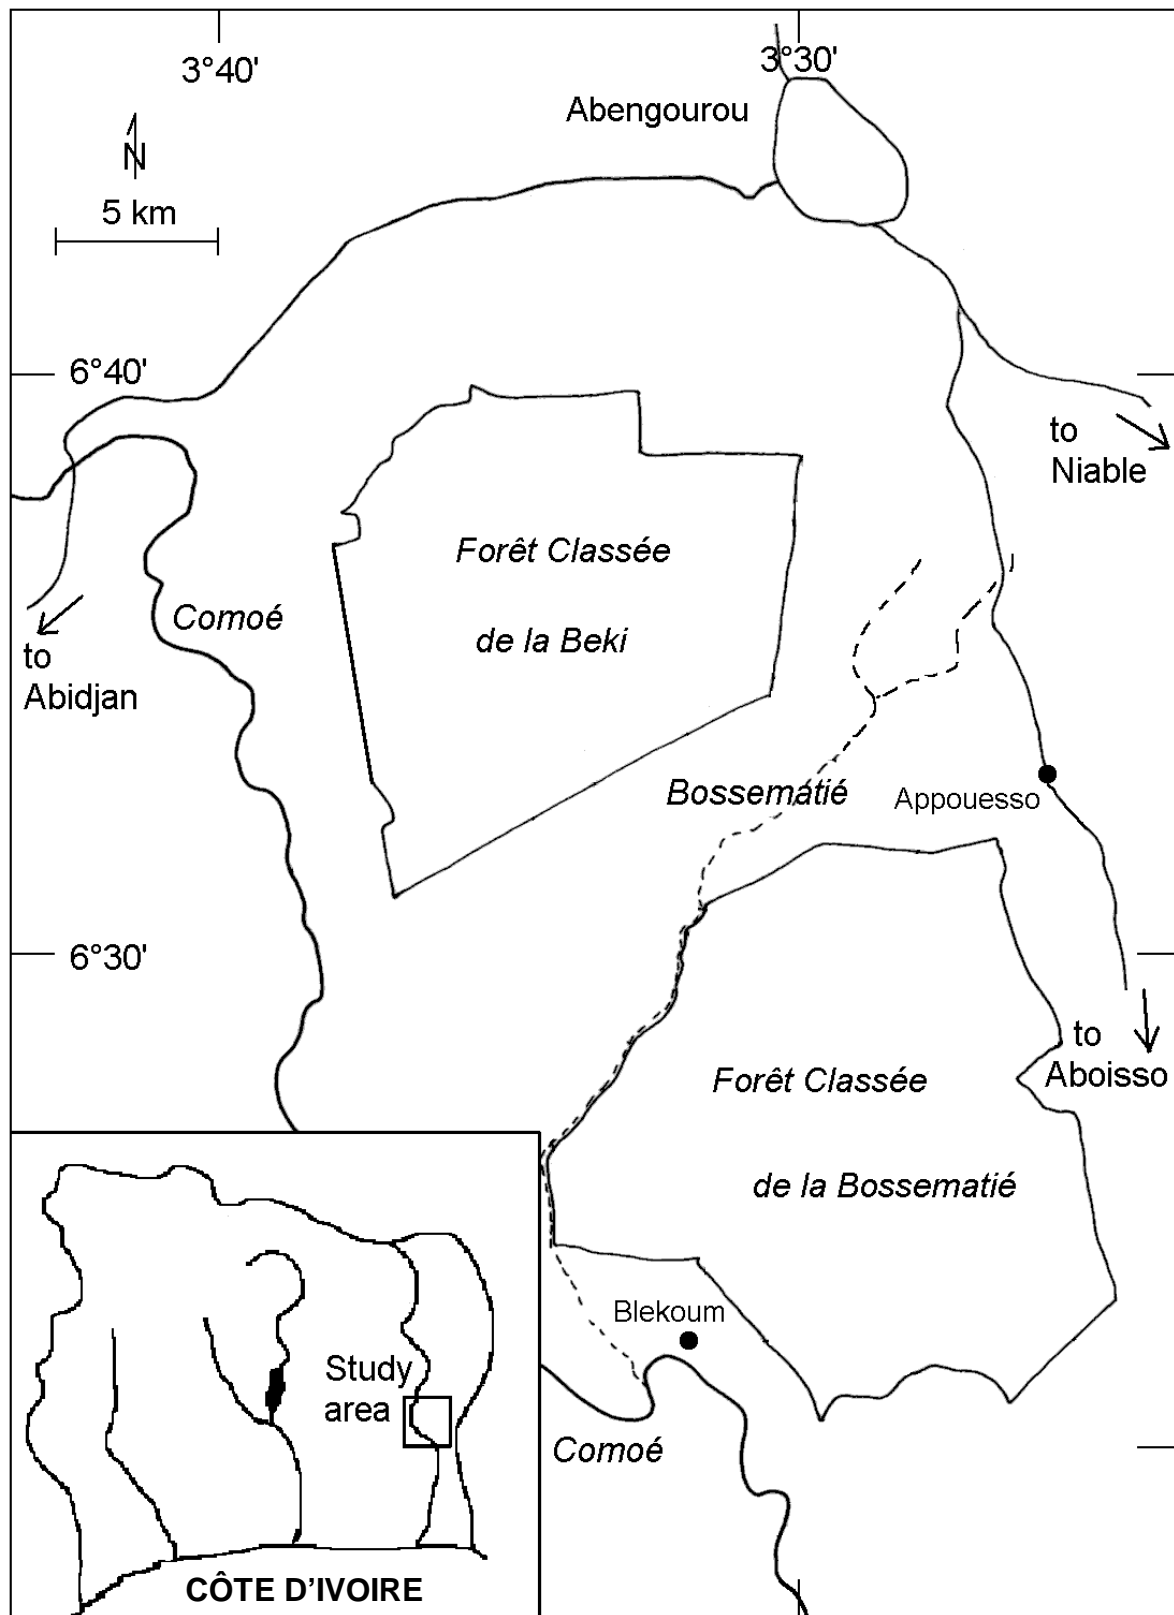 3°40'
3°30'
Abengourou
N
5 km
6°40'
to
Niable
Forêt Classée
de la Beki
Comoé
to
Abidjan
Bossematié
Appouesso
6°30'
to
Aboisso
Forêt Classée
de la Bossematié
Blekoum
Study
area
Comoé
CÔTE D'IVOIRE